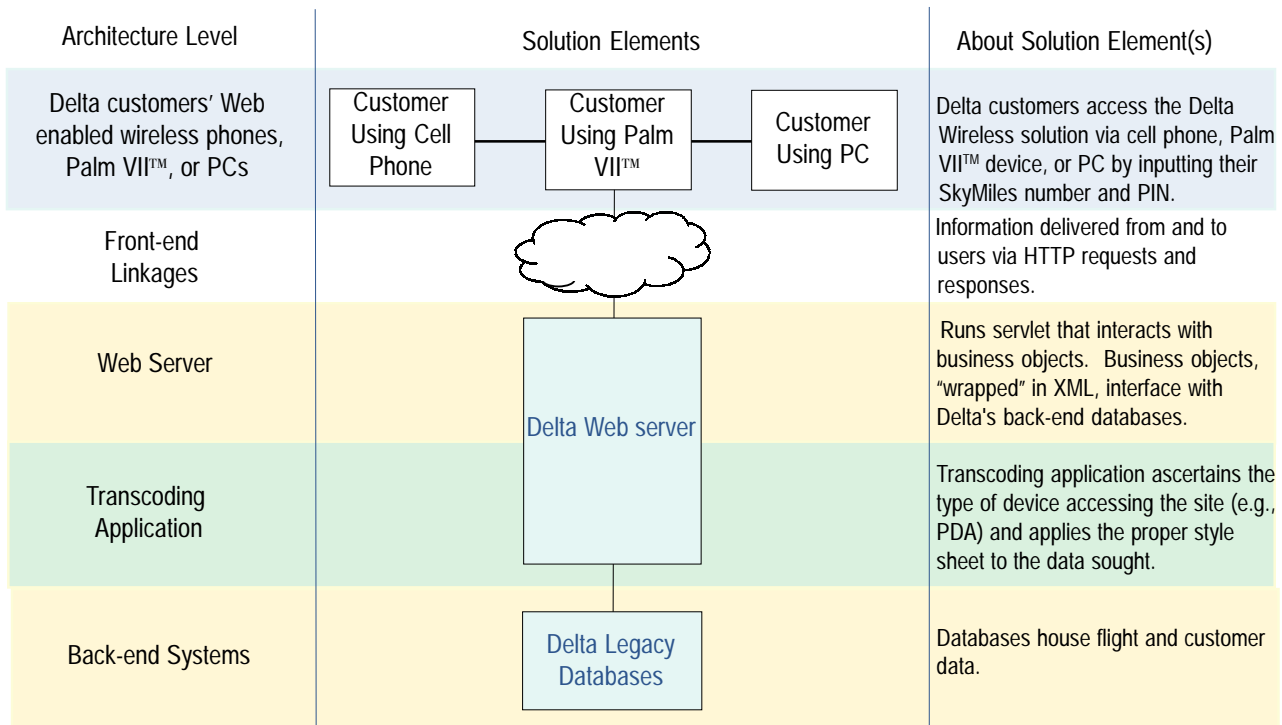 Architecture Level
Solution Elements
About Solution Element(s)
Delta customers' Web
enabled wireless phones,
Palm VII™, or PCs
Customer
Using Cell
Phone
Customer
Using Palm
VII™
Customer
Using PC
Delta customers access the Delta
Wireless solution via cell phone, Palm
VII™ device, or PC by inputting their
SkyMiles number and PIN.
Front-end
Linkages
Information delivered from and to
users via HTTP requests and
responses.
Web Server
Delta Web server
Runs servlet that interacts with
business objects.  Business objects,
“wrapped” in XML, interface with
Delta's back-end databases.
Transcoding
Application
Transcoding application ascertains the
type of device accessing the site (e.g.,
PDA) and applies the proper style
sheet to the data sought.
Back-end Systems
Delta Legacy
Databases
Databases house flight and customer
data.